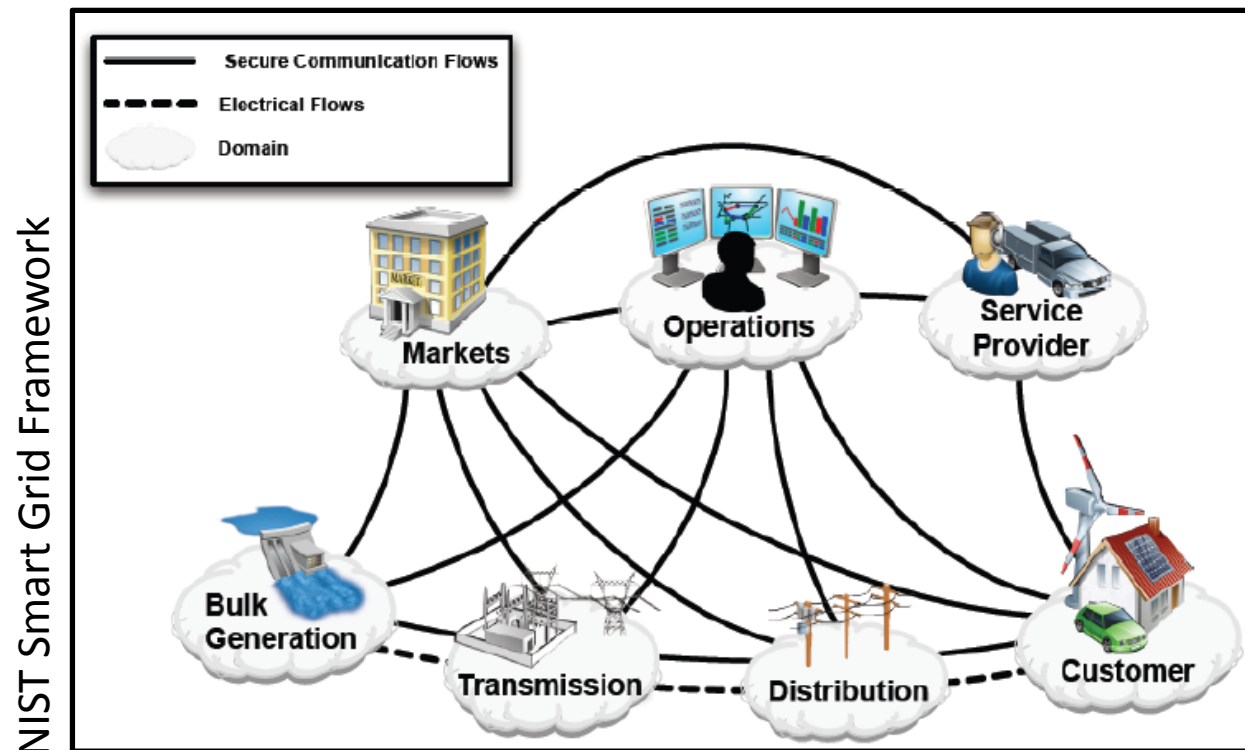 NIST Smart Grid Framework
Secure Communication Flows
Electrical Flows
Domain
MARKET
Markets
Operations
Service
Provider
Bulk
Generation
Transmission
Distribution
Customer